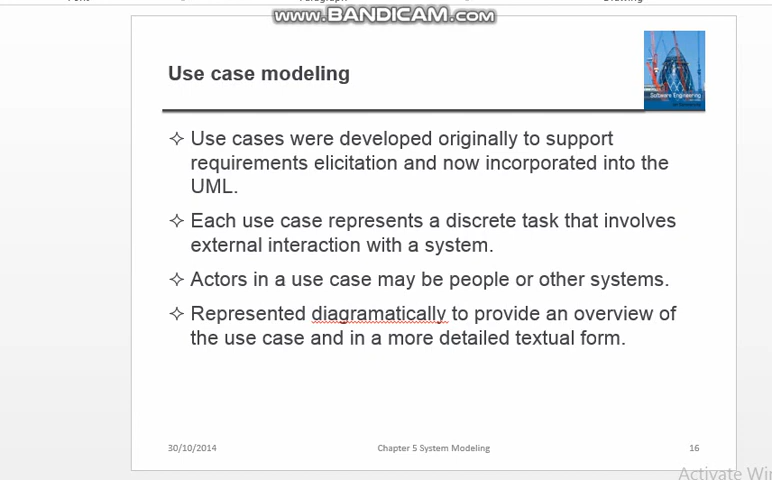 www.BANDICAM.com
Use case modeling
Software Engineering
✧ Use cases were developed originally to support
requirements elicitation and now incorporated into the
UML.
✧ Each use case represents a discrete task that involves
external interaction with a system.
✧ Actors in a use case may be people or other systems.
✧ Represented diagramatically to provide an overview of
the use case and in a more detailed textual form.
30/10/2014
Chapter 5 System Modeling
16
Activate Win